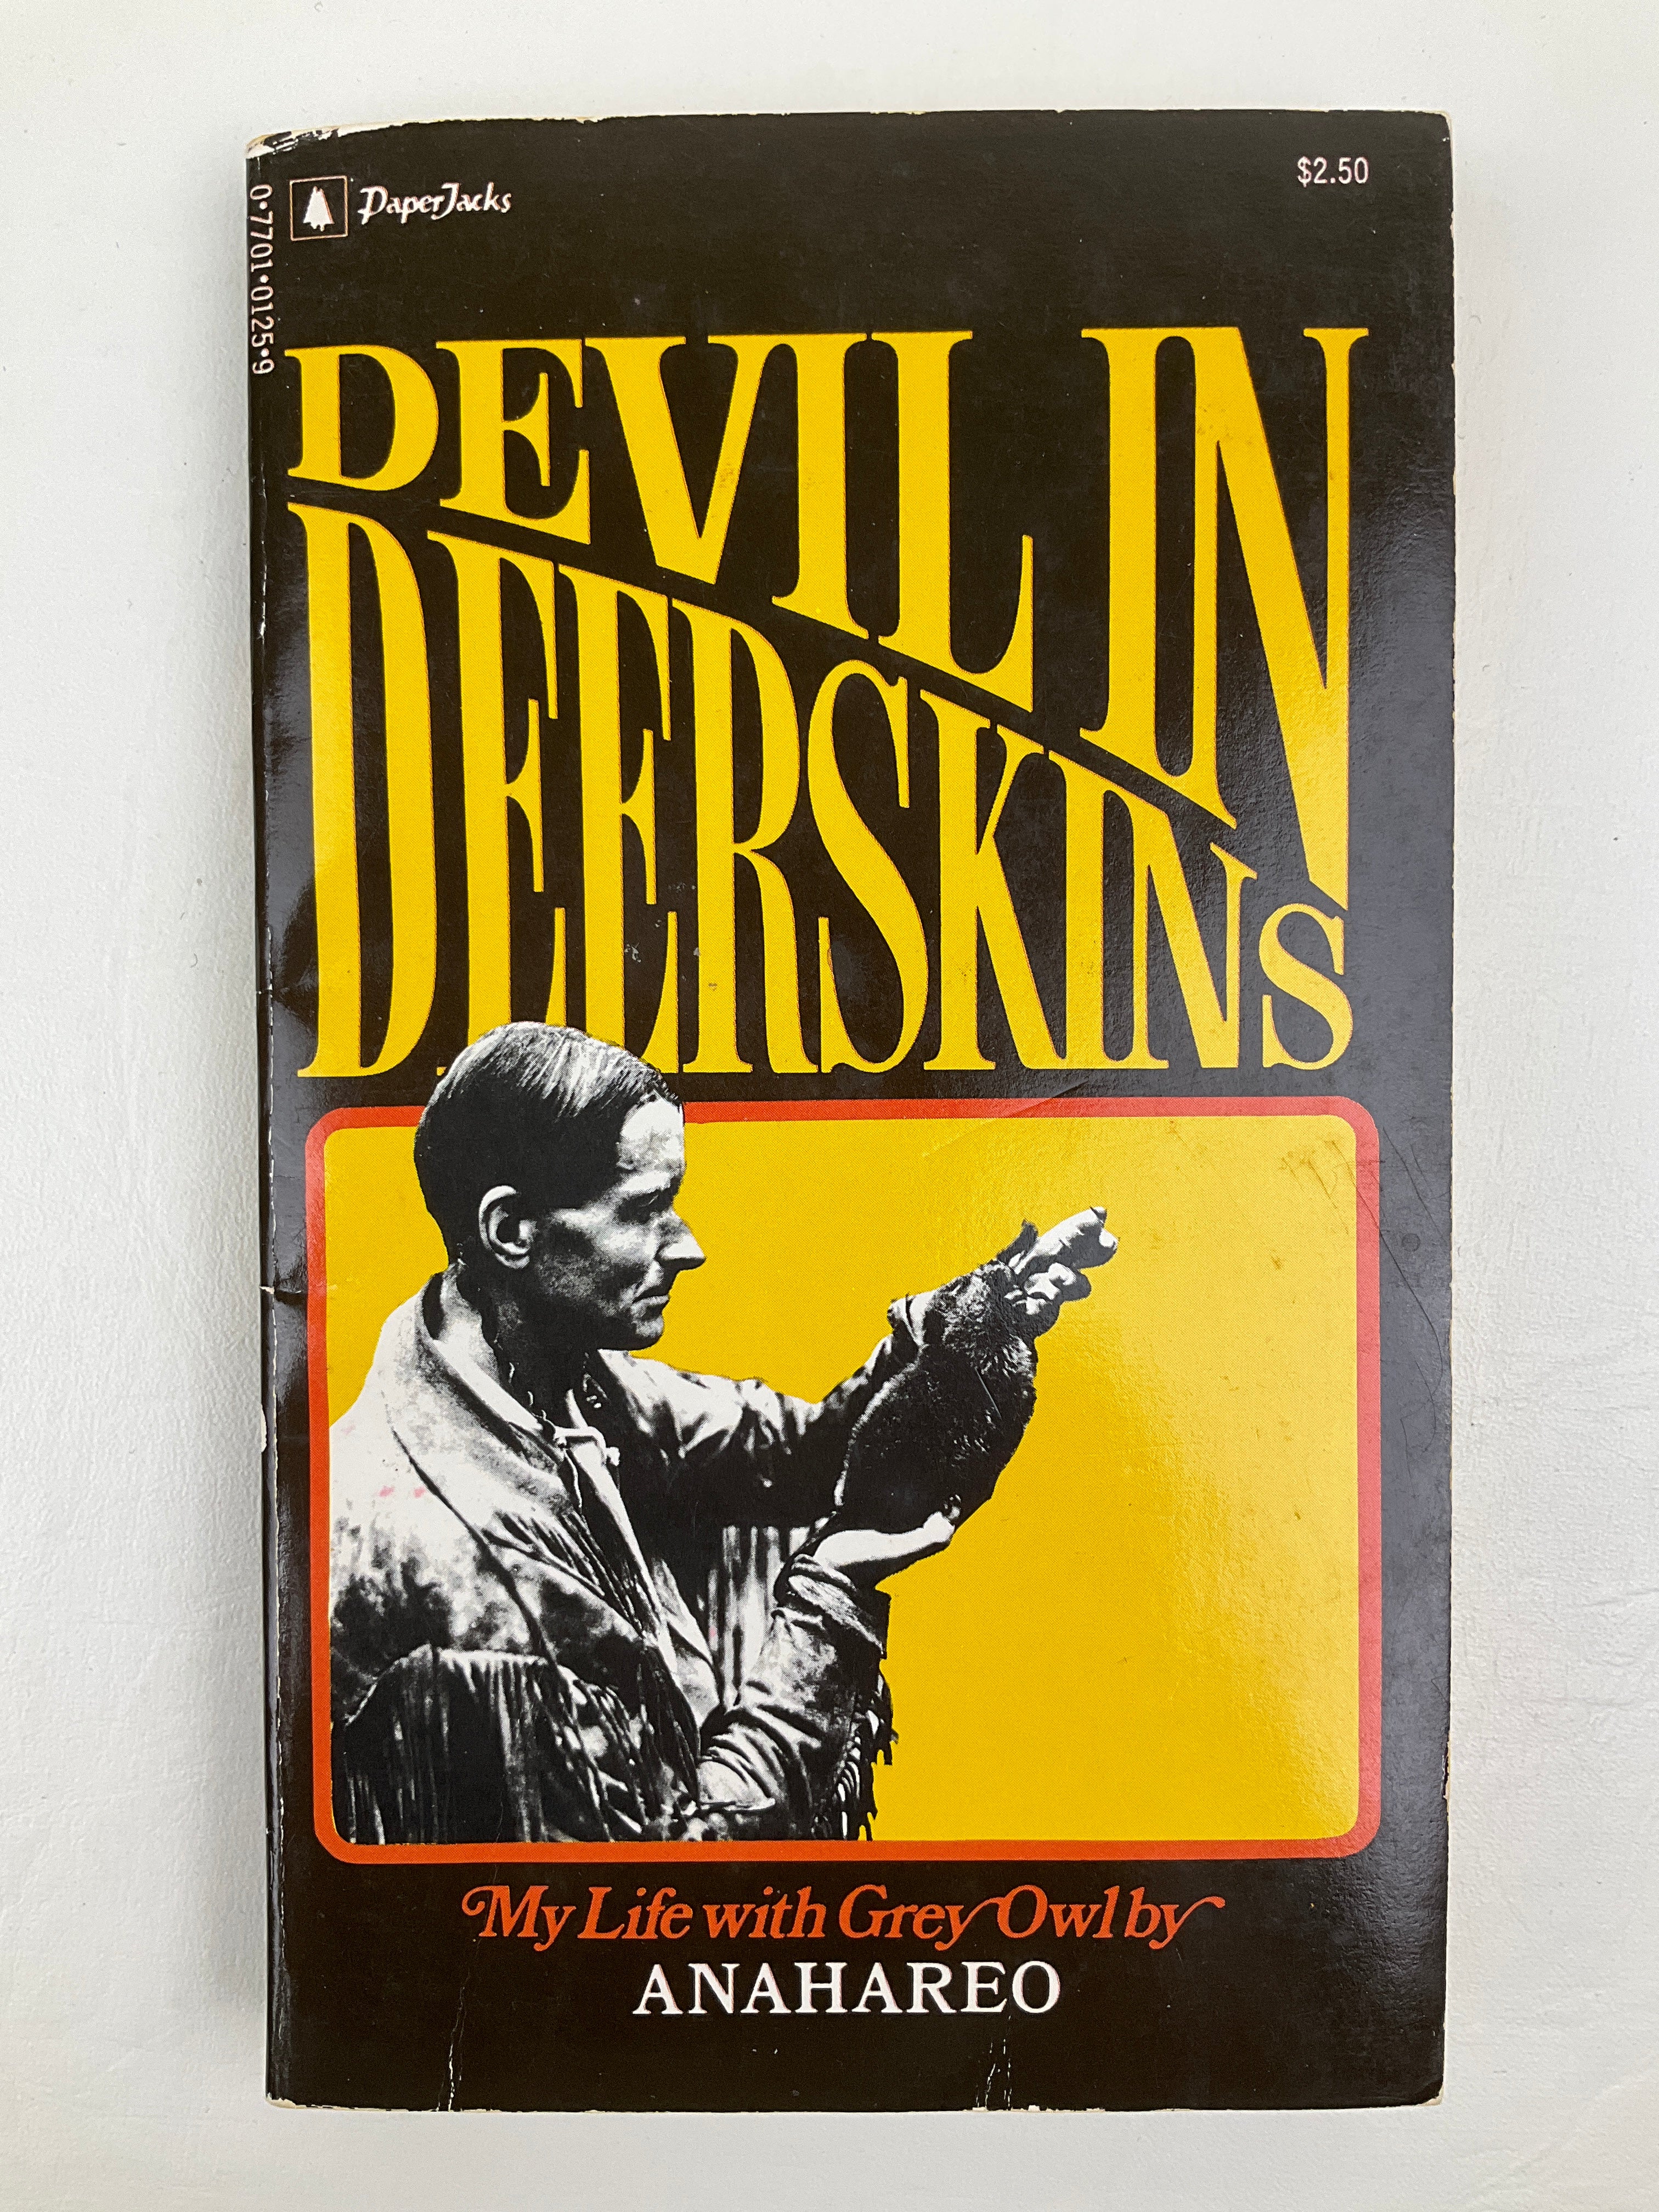 PaperJacks
$2.50
0•7701•0125•9
DEVIL IN
DEERSKINS
My Life with Grey Owl by
ANAHAREO